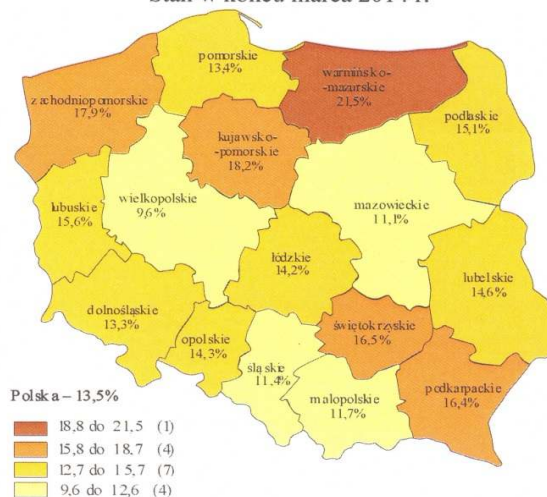 pomorskie
13,4%
warmińsko-
-mazurskie
21,5%
zachodniopomorskie
17,9%
podlaskie
15,1%
kujawsko-
-pomorskie
18,2%
wielkopolskie
9,6%
mazowieckie
11,1%
lubuskie
15,6%
łódzkie
14,2%
lubelskie
14,6%
dolnośląskie
13,3%
opolskie
14,3%
świętokrzyskie
16,5%
śląskie
11,4%
małopolskie
11,7%
podkarpackie
16,4%
Polska – 13,5%
18,8 do 21,5 (1)
15,8 do 18,7 (4)
12,7 do 15,7 (7)
9,6 do 12,6 (4)